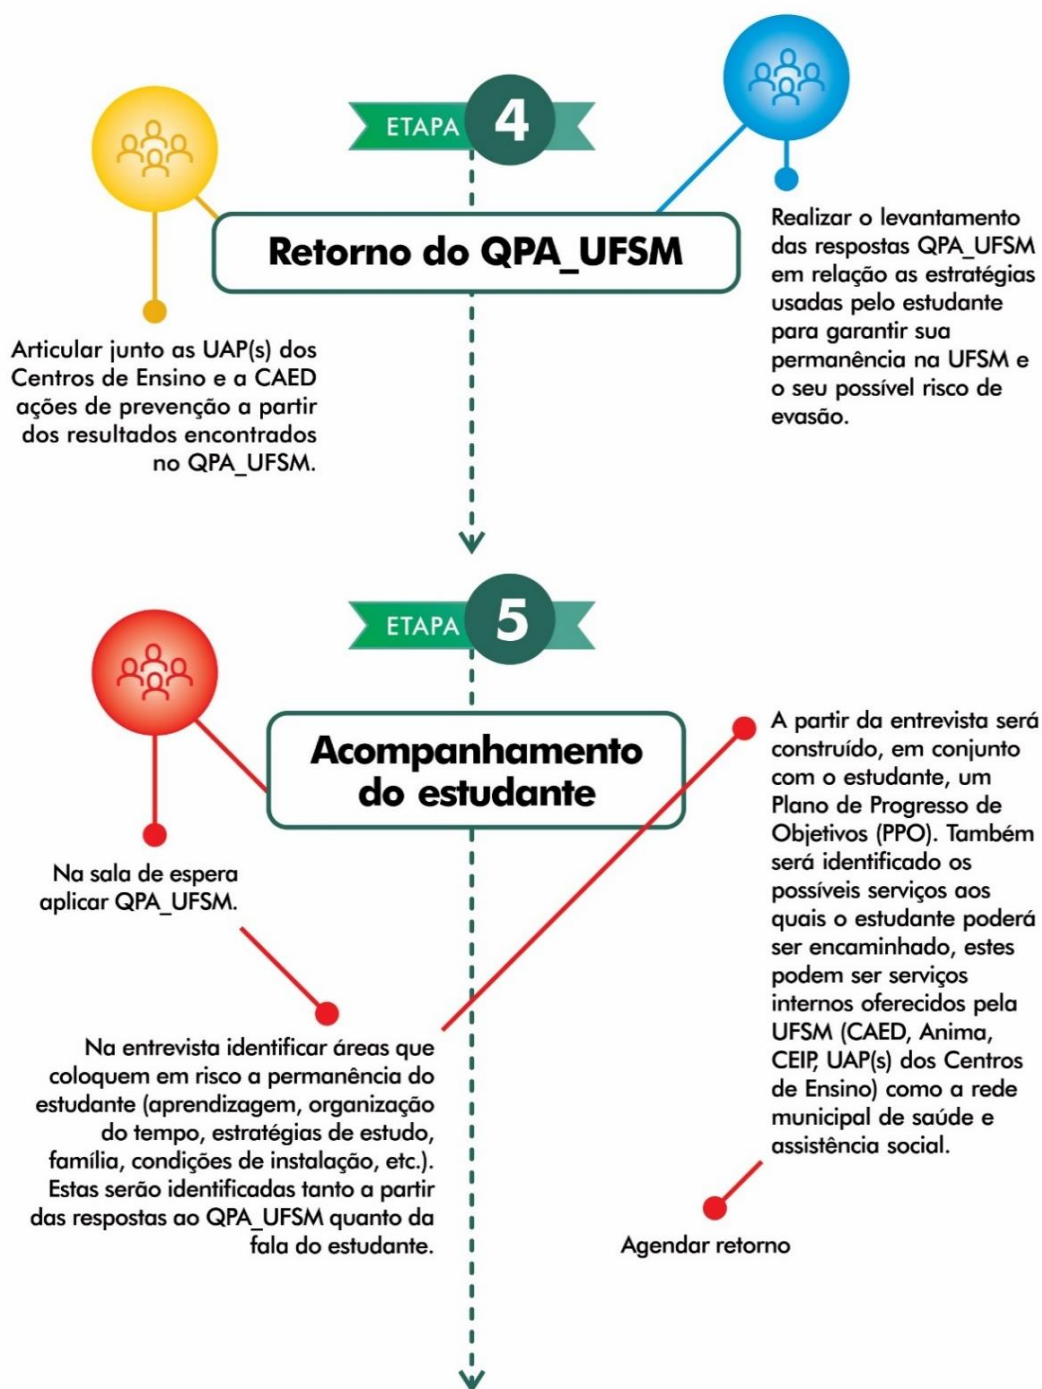 ETAPA 4
Retorno do QPA_UFSM
Realizar o levantamento
das respostas QPA_UFSM
em relação as estratégias
usadas pelo estudante
para garantir sua
permanência na UFSM e
o seu possível risco de
evasão.
Articular junto as UAP(s) dos
Centros de Ensino e a CAED
ações de prevenção a partir
dos resultados encontrados
no QPA_UFSM.
ETAPA 5
Acompanhamento
do estudante
Na sala de espera
aplicar QPA_UFSM.
Na entrevista identificar áreas que
coloquem em risco a permanência do
estudante (aprendizagem, organização
do tempo, estratégias de estudo,
família, condições de instalação, etc.).
Estas serão identificadas tanto a partir
das respostas ao QPA_UFSM quanto da
fala do estudante.
A partir da entrevista será
construído, em conjunto
com o estudante, um
Plano de Progresso de
Objetivos (PPO). Também
será identificado os
possíveis serviços aos
quais o estudante poderá
ser encaminhado, estes
podem ser serviços
internos oferecidos pela
UFSM (CAED, Anima,
CEIP, UAP(s) dos Centros
de Ensino) como a rede
municipal de saúde e
assistência social.
Agendar retorno